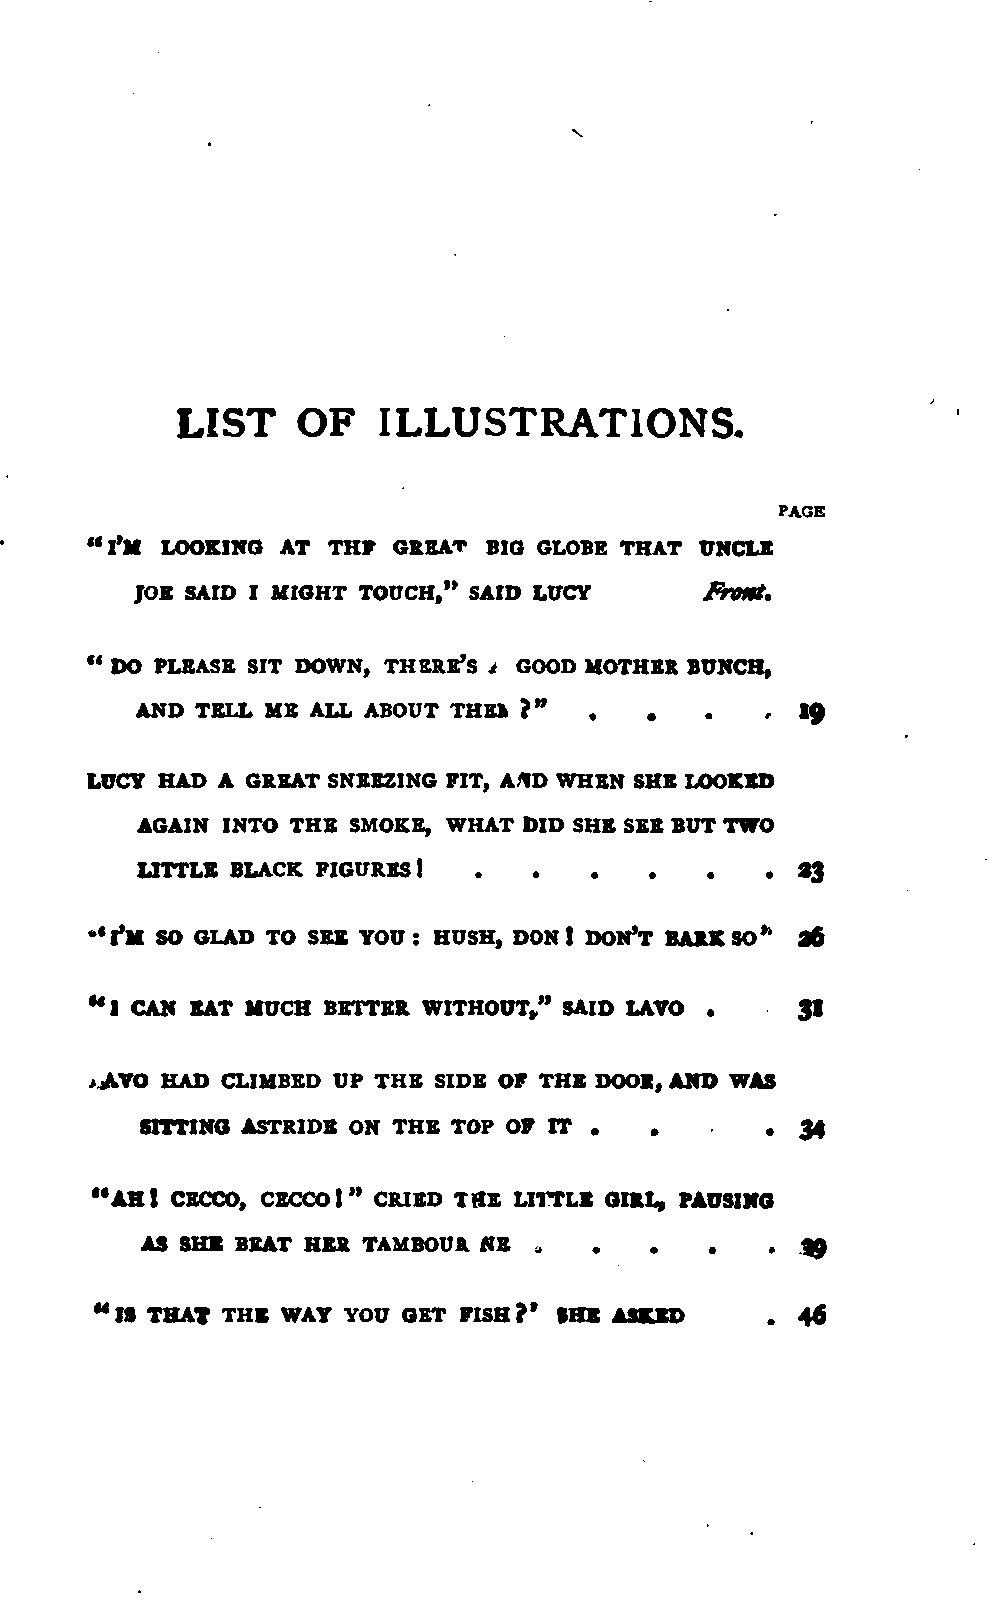 LIST OF ILLUSTRATIONS.
PAGE
"I'M LOOKING AT THE GREAT BIG GLOBE THAT UNCLE
JOE SAID I MIGHT TOUCH," SAID LUCY Front.
"DO PLEASE SIT DOWN, THERE'S A GOOD MOTHER BUNCH,
AND TELL ME ALL ABOUT THEM?" . . . . 19
LUCY HAD A GREAT SNEEZING FIT, AND WHEN SHE LOOKED
AGAIN INTO THE SMOKE, WHAT DID SHE SEE BUT TWO
LITTLE BLACK FIGURES! . . . . . . 23
"I'M SO GLAD TO SEE YOU: HUSH, DON! DON'T BARK SO" 26
"I CAN EAT MUCH BETTER WITHOUT," SAID LAVO . 31
LAVO HAD CLIMBED UP THE SIDE OF THE DOOR, AND WAS
SITTING ASTRIDE ON THE TOP OF IT . . . 34
"AH! CECCO, CECCO!" CRIED THE LITTLE GIRL, PAUSING
AS SHE BEAT HER TAMBOURINE . . . . . 39
"IS THAT THE WAY YOU GET FISH?" SHE ASKED . 46